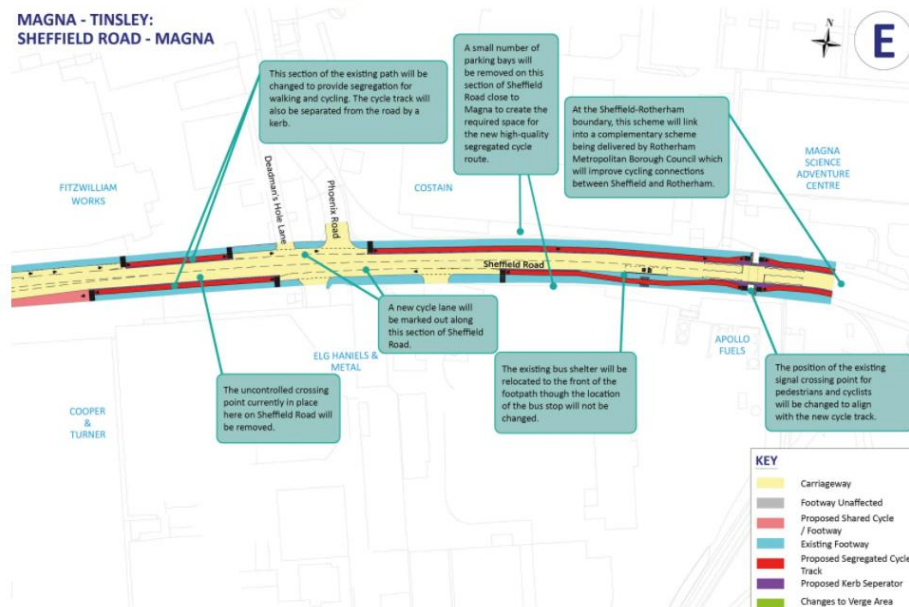 MAGNA - TINSLEY:
SHEFFIELD ROAD - MAGNA
N
E
This section of the existing path will be
changed to provide segregation for
walking and cycling. The cycle track will
also be separated from the road by a
kerb.
A small number of
parking bays will
be removed on this
section of Sheffield
Road close to
Magna to create the
required space for
the new high-quality
segregated cycle
route.
At the Sheffield-Rotherham
boundary, this scheme will link
into a complementary scheme
being delivered by Rotherham
Metropolitan Borough Council which
will improve cycling connections
between Sheffield and Rotherham.
MAGNA
SCIENCE
ADVENTURE
CENTRE
FITZWILLIAM
WORKS
Deadman's Hole Lane
Phoenix Road
COSTAIN
Sheffield Road
A new cycle lane will
be marked out along
this section of Sheffield
Road.
ELG HANIELS &
METAL
APOLLO
FUELS
The uncontrolled crossing
point currently in place
here on Sheffield Road will
be removed.
The existing bus shelter will be
relocated to the front of the
footpath though the location
of the bus stop will not be
changed.
The position of the existing
signal crossing point for
pedestrians and cyclists
will be changed to align
with the new cycle track.
COOPER
&
TURNER
KEY
Carriageway
Footway Unaffected
Proposed Shared Cycle
/ Footway
Existing Footway
Proposed Segregated Cycle
Track
Proposed Kerb Seperator
Changes to Verge Area